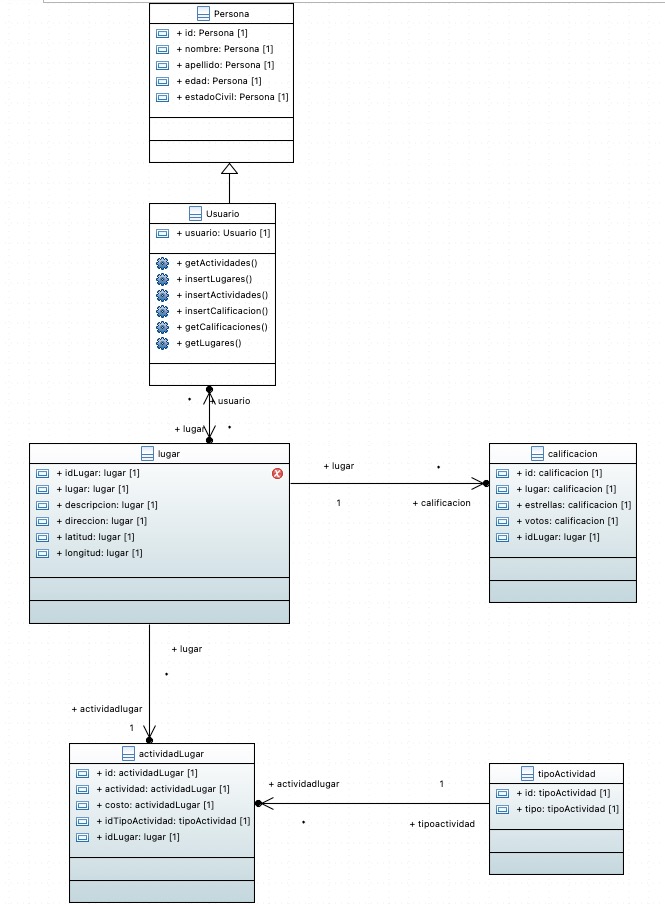 Persona
+ id: Persona [1]
+ nombre: Persona [1]
+ apellido: Persona [1]
+ edad: Persona [1]
+ estadoCivil: Persona [1]
Usuario
+ usuario: Usuario [1]
+ getActividades()
+ insertLugares()
+ insertActividades()
+ insertCalificacion()
+ getCalificaciones()
+ getLugares()
* + usuario
+ lugar *
lugar
+ idLugar: lugar [1]
+ lugar: lugar [1]
+ descripcion: lugar [1]
+ direccion: lugar [1]
+ latitud: lugar [1]
+ longitud: lugar [1]
+ lugar *
1 + calificacion
calificacion
+ id: calificacion [1]
+ lugar: calificacion [1]
+ estrellas: calificacion [1]
+ votos: calificacion [1]
+ idLugar: lugar [1]
+ lugar
*
+ actividadlugar
1
actividadLugar
+ id: actividadLugar [1]
+ actividad: actividadLugar [1]
+ costo: actividadLugar [1]
+ idTipoActividad: tipoActividad [1]
+ idLugar: lugar [1]
+ actividadlugar 1
* + tipoactividad
tipoActividad
+ id: tipoActividad [1]
+ tipo: tipoActividad [1]